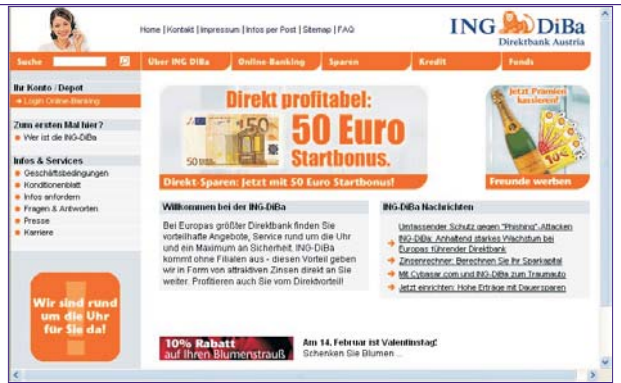 Home | Kontakt | Impressum | Infos per Post | Sitemap | FAQ
ING DiBa
Direktbank Austria
Suche
Über ING DiBa
Online-Banking
Sparen
Kredit
Fonds
Ihr Konto / Depot
Login Online-Banking
Zum ersten Mal hier?
Wer ist die ING-DiBa
Infos & Services
Geschäftsbedingungen
Konditionenblatt
Infos anfordern
Fragen & Antworten
Presse
Karriere
Wir sind rund
um die Uhr
für Sie da!
Direkt profitabel:
50 Euro
Startbonus.
Direkt-Sparen: Jetzt mit 50 Euro Startbonus!
Jetzt Prämien
kassieren!
Freunde werben
Willkommen bei der ING-DiBa
Bei Europas größter Direktbank finden Sie
vorteilhafte Angebote, Service rund um die Uhr
und ein Maximum an Sicherheit. ING-DiBa
kommt ohne Filialen aus - diesen Vorteil geben
wir in Form von attraktiven Zinsen direkt an Sie
weiter. Profitieren auch Sie vom Direktvorteil!
ING-DiBa Nachrichten
Umfassender Schutz gegen "Phishing"-Attacken
ING-DiBa: Anhaltend starkes Wachstum bei
Europas führender Direktbank
Zinsenrechner: Berechnen Sie Ihr Sparkapital
Mit Cybasar.com und ING-DiBa zum Traumauto
Jetzt einrichten: Hohe Erträge mit Dauersparen
10% Rabatt
auf Ihren Blumenstrauß
Am 14. Februar ist Valentinstag!
Schenken Sie Blumen ...